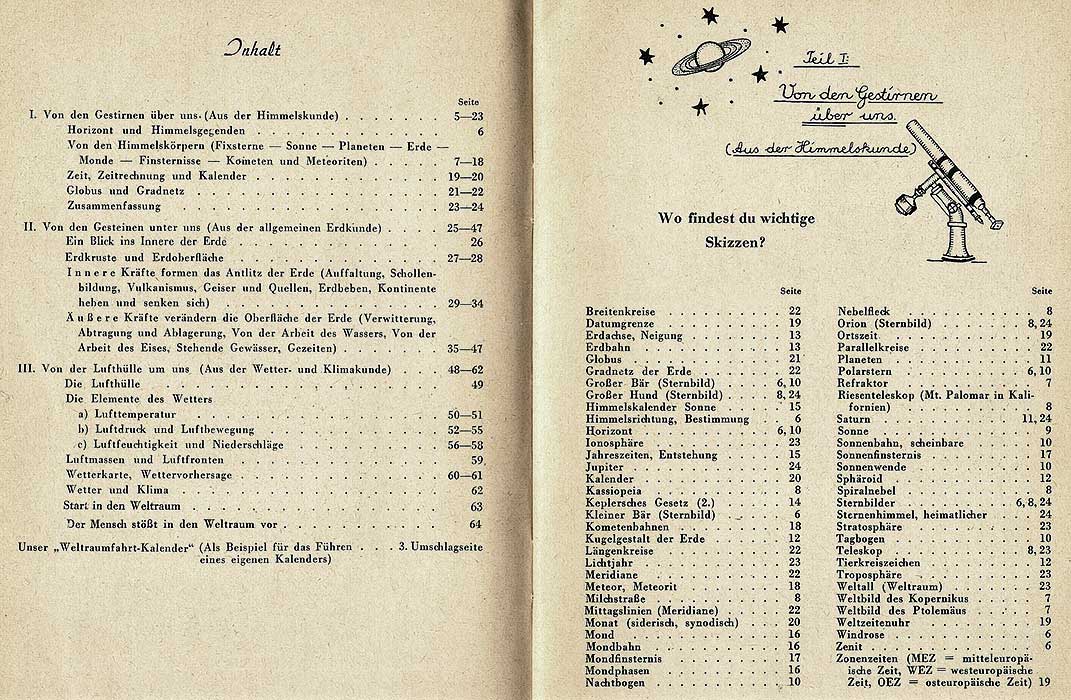 Inhalt
Seite
I. Von den Gestirnen über uns. (Aus der Himmelskunde) . . . . . . . 5—23
Horizont und Himmelsgegenden . . . . . . . . . . . . 6
Von den Himmelskörpern (Fixsterne — Sonne — Planeten — Erde —
Monde — Finsternisse — Kometen und Meteoriten) . . . . . 7—18
Zeit, Zeitrechnung und Kalender . . . . . . . . . . . . 19—20
Globus und Gradnetz . . . . . . . . . . . . . . . 21—22
Zusammenfassung . . . . . . . . . . . . . . . . 23—24
II. Von den Gesteinen unter uns (Aus der allgemeinen Erdkunde) . . . . 25—47
Ein Blick ins Innere der Erde . . . . . . . . . . . . . 26
Erdkruste und Erdoberfläche . . . . . . . . . . . . . 27—28
Innere Kräfte formen das Antlitz der Erde (Auffaltung, Schollen-
bildung, Vulkanismus, Geiser und Quellen, Erdbeben, Kontinente
heben und senken sich) . . . . . . . . . . . . . . 29—34
Äußere Kräfte verändern die Oberfläche der Erde (Verwitterung,
Abtragung und Ablagerung, Von der Arbeit des Wassers, Von der
Arbeit des Eises, Stehende Gewässer, Gezeiten) . . . . . . . 35—47
III. Von der Lufthülle um uns (Aus der Wetter- und Klimakunde) . . . . 48—62
Die Lufthülle . . . . . . . . . . . . . . . . . 49
Die Elemente des Wetters
a) Lufttemperatur . . . . . . . . . . . . . . . 50—51
b) Luftdruck und Luftbewegung . . . . . . . . . . . 52—55
c) Luftfeuchtigkeit und Niederschläge . . . . . . . . . 56—58
Luftmassen und Luftfronten . . . . . . . . . . . . . 59
Wetterkarte, Wettervorhersage . . . . . . . . . . . . 60—61
Wetter und Klima . . . . . . . . . . . . . . . . 62
Start in den Weltraum . . . . . . . . . . . . . . . 63
Der Mensch stößt in den Weltraum vor . . . . . . . . . . 64
Unser „Weltraumfahrt-Kalender“ (Als Beispiel für das Führen . . . 3. Umschlagseite
eines eigenen Kalenders)
Teil I:
Von den Gestirnen
über uns.
(Aus der Himmelskunde)
Wo findest du wichtige
Skizzen?
Seite
Breitenkreise . . . . . . . . . . 22
Datumgrenze . . . . . . . . . . 19
Erdachse, Neigung . . . . . . . . 13
Erdbahn . . . . . . . . . . . 13
Globus . . . . . . . . . . . . 21
Gradnetz der Erde . . . . . . . . 22
Großer Bär (Sternbild) . . . . . . 6, 10
Großer Hund (Sternbild) . . . . . 8, 24
Himmelskalender Sonne . . . . . . 15
Himmelsrichtung, Bestimmung . . . . 6
Horizont . . . . . . . . . . . 6, 10
Ionosphäre . . . . . . . . . . . 23
Jahreszeiten, Entstehung . . . . . . 15
Jupiter . . . . . . . . . . . . 24
Kalender . . . . . . . . . . . 20
Kassiopeia . . . . . . . . . . . 8
Keplersches Gesetz (2.) . . . . . . 14
Kleiner Bär (Sternbild) . . . . . . 6
Kometenbahnen . . . . . . . . . 18
Kugelgestalt der Erde . . . . . . . 12
Längenkreise . . . . . . . . . . 22
Lichtjahr . . . . . . . . . . . 23
Meridiane . . . . . . . . . . . 22
Meteor, Meteorit . . . . . . . . . 18
Milchstraße . . . . . . . . . . . 8
Mittagslinien (Meridiane) . . . . . . 22
Monat (siderisch, synodisch) . . . . . 20
Mond . . . . . . . . . . . . . 16
Mondbahn . . . . . . . . . . . 16
Mondfinsternis . . . . . . . . . . 17
Mondphasen . . . . . . . . . . 16
Nachtbogen . . . . . . . . . . . 10
Seite
Nebelfleck . . . . . . . . . . . 8
Orion (Sternbild) . . . . . . . . 8, 24
Ortszeit . . . . . . . . . . . . 19
Parallelkreise . . . . . . . . . . 22
Planeten . . . . . . . . . . . . 11
Polarstern . . . . . . . . . . . 6, 10
Refraktor . . . . . . . . . . . 7
Riesenteleskop (Mt. Palomar in Kali-
fornien) . . . . . . . . . . . 8
Saturn . . . . . . . . . . . . 11, 24
Sonne . . . . . . . . . . . . . 9
Sonnenbahn, scheinbare . . . . . . 10
Sonnenfinsternis . . . . . . . . . 17
Sonnenwende . . . . . . . . . . 10
Sphäroid . . . . . . . . . . . . 12
Spiralnebel . . . . . . . . . . . 8
Sternbilder . . . . . . . . . . 6, 8, 24
Sternenhimmel, heimatlicher . . . . . 24
Stratosphäre . . . . . . . . . . 23
Tagbogen . . . . . . . . . . . 10
Teleskop . . . . . . . . . . . 8, 23
Tierkreiszeichen . . . . . . . . . 12
Troposphäre . . . . . . . . . . 23
Weltall (Weltraum) . . . . . . . . 23
Weltbild des Kopernikus . . . . . . 7
Weltbild des Ptolemäus . . . . . . 7
Weltzeitenuhr . . . . . . . . . . 19
Windrose . . . . . . . . . . . . 6
Zenit . . . . . . . . . . . . . 6
Zonenzeiten (MEZ = mitteleuropä-
ische Zeit, WEZ = westeuropäische
Zeit, OEZ = osteuropäische Zeit) 19